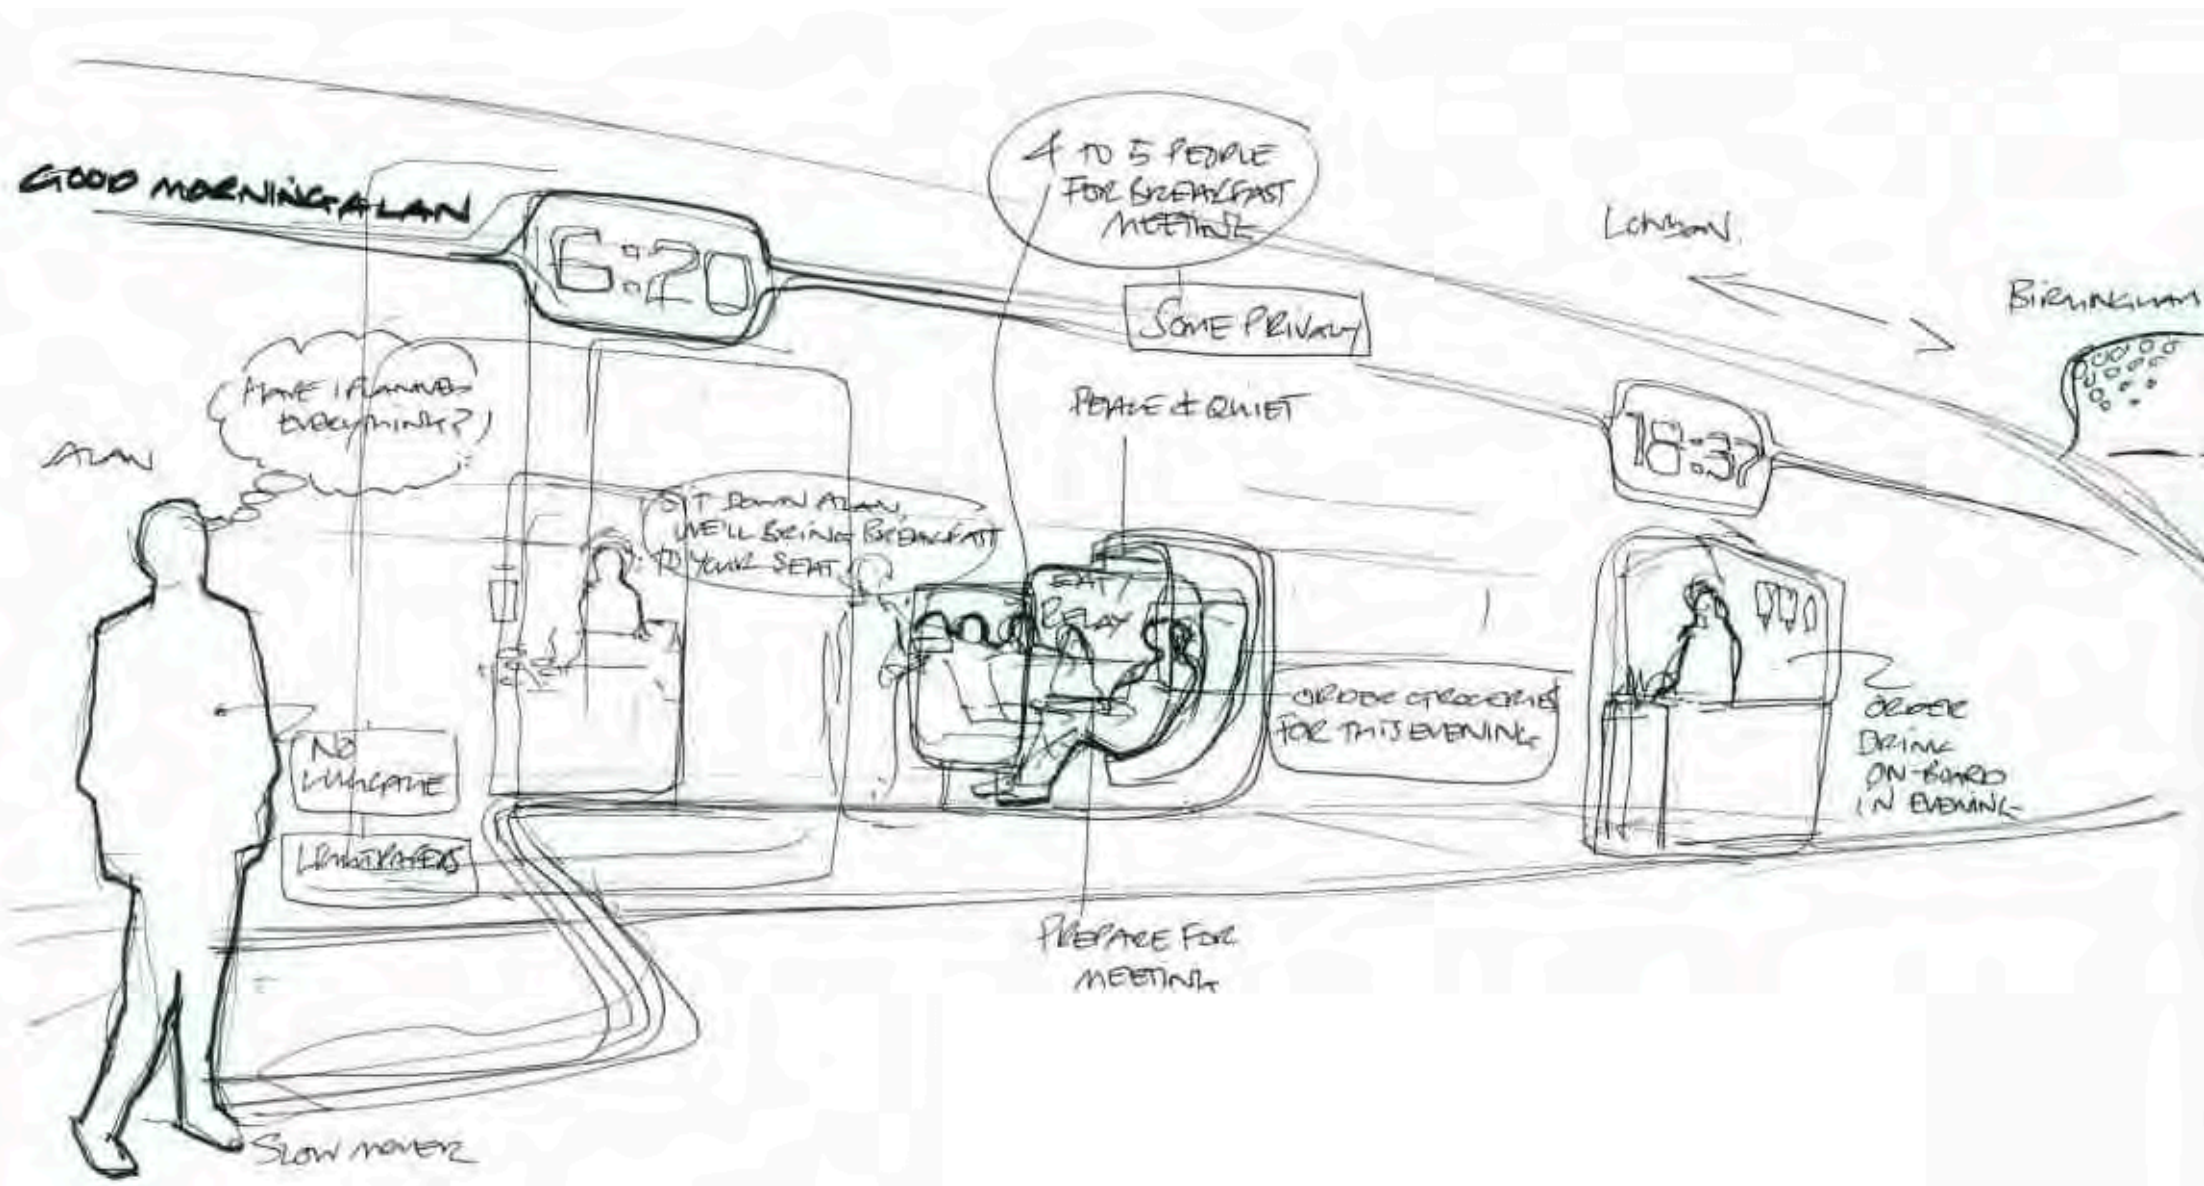 GOOD MORNING ALAN
6:20
4 TO 5 PEOPLE
FOR BREAKFAST
MEETING
SOME PRIVACY
LONDON
BIRMINGHAM
HAVE I PLANNED
EVERYTHING?
ALAN
PEACE & QUIET
18:37
SIT DOWN ALAN,
WE'LL BRING BREAKFAST
TO YOUR SEAT
EAT /
RELAY
ORDER GROCERIES
FOR THIS EVENING
ORDER
DRINK
ON-BOARD
IN EVENING
NO
LUGGAGE
PREPARE FOR
MEETING
SLOW MOVER